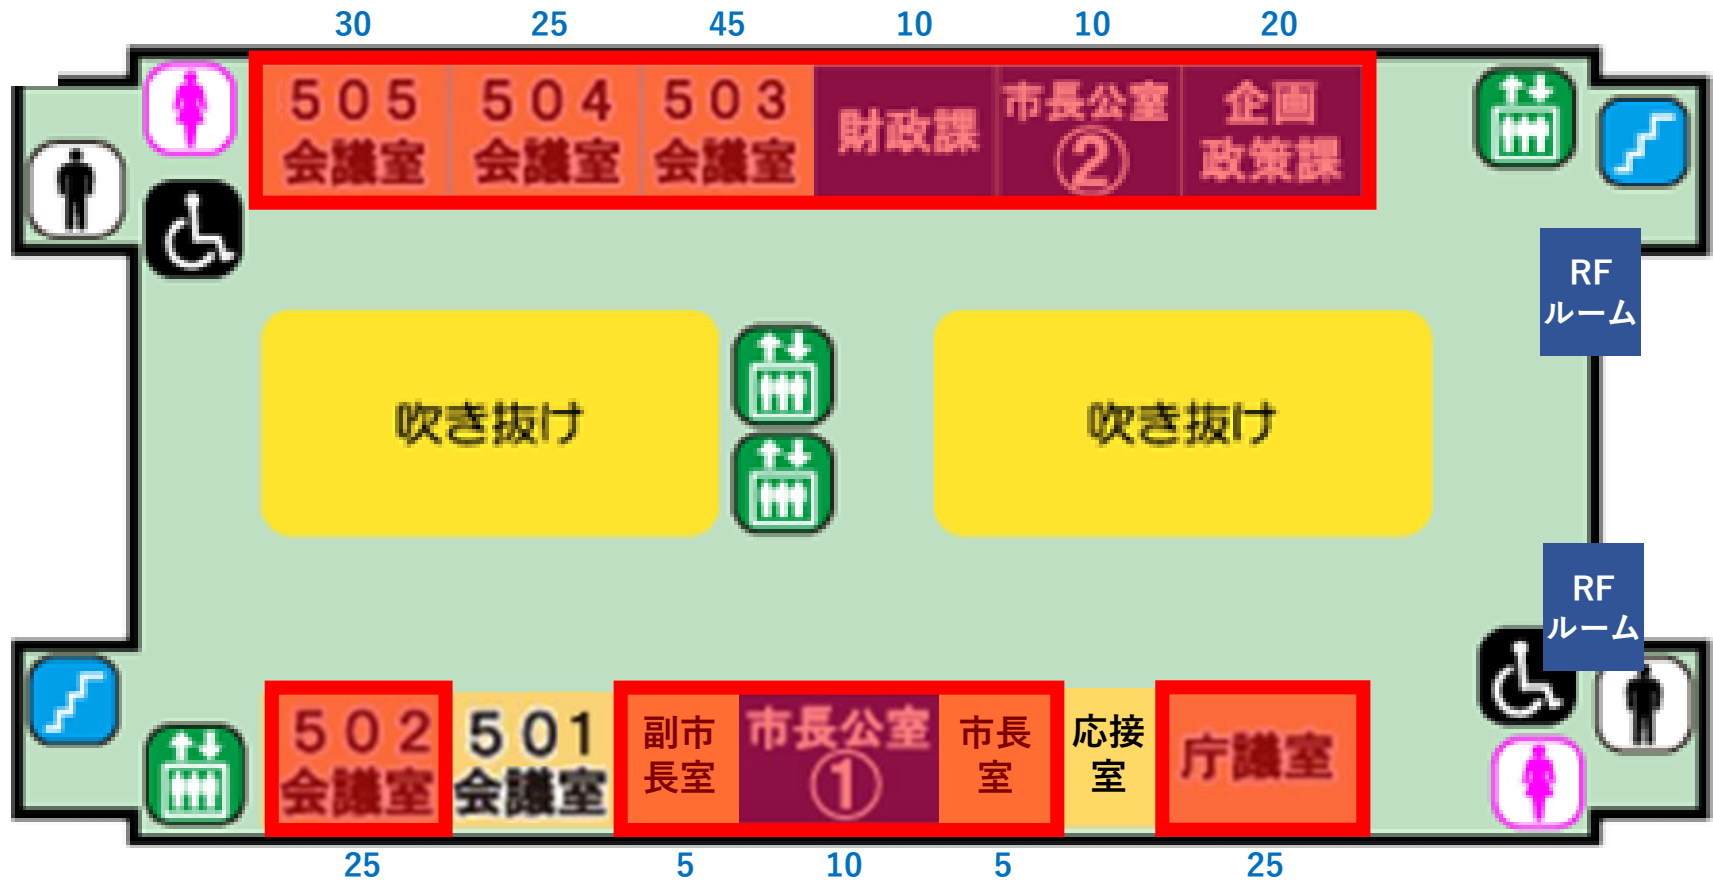 30 25 45 10 10 20
５０５
会議室
５０４
会議室
５０３
会議室
財政課
市長公室
②
企画
政策課
RF
ルーム
吹き抜け
吹き抜け
RF
ルーム
５０２
会議室
５０１
会議室
副市
長室
市長公室
①
市長
室
応接
室
庁議室
25 5 10 5 25